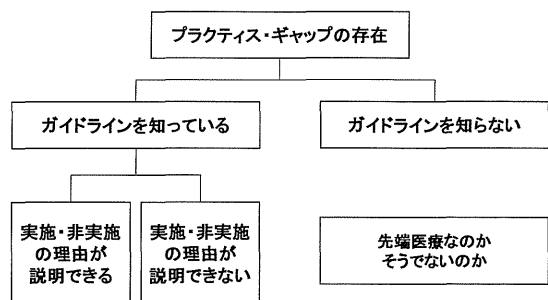 プラクティス・ギャップの存在
ガイドラインを知っている
ガイドラインを知らない
実施・非実施
の理由が
説明できる
実施・非実施
の理由が
説明できない
先端医療なのか
そうでないのか